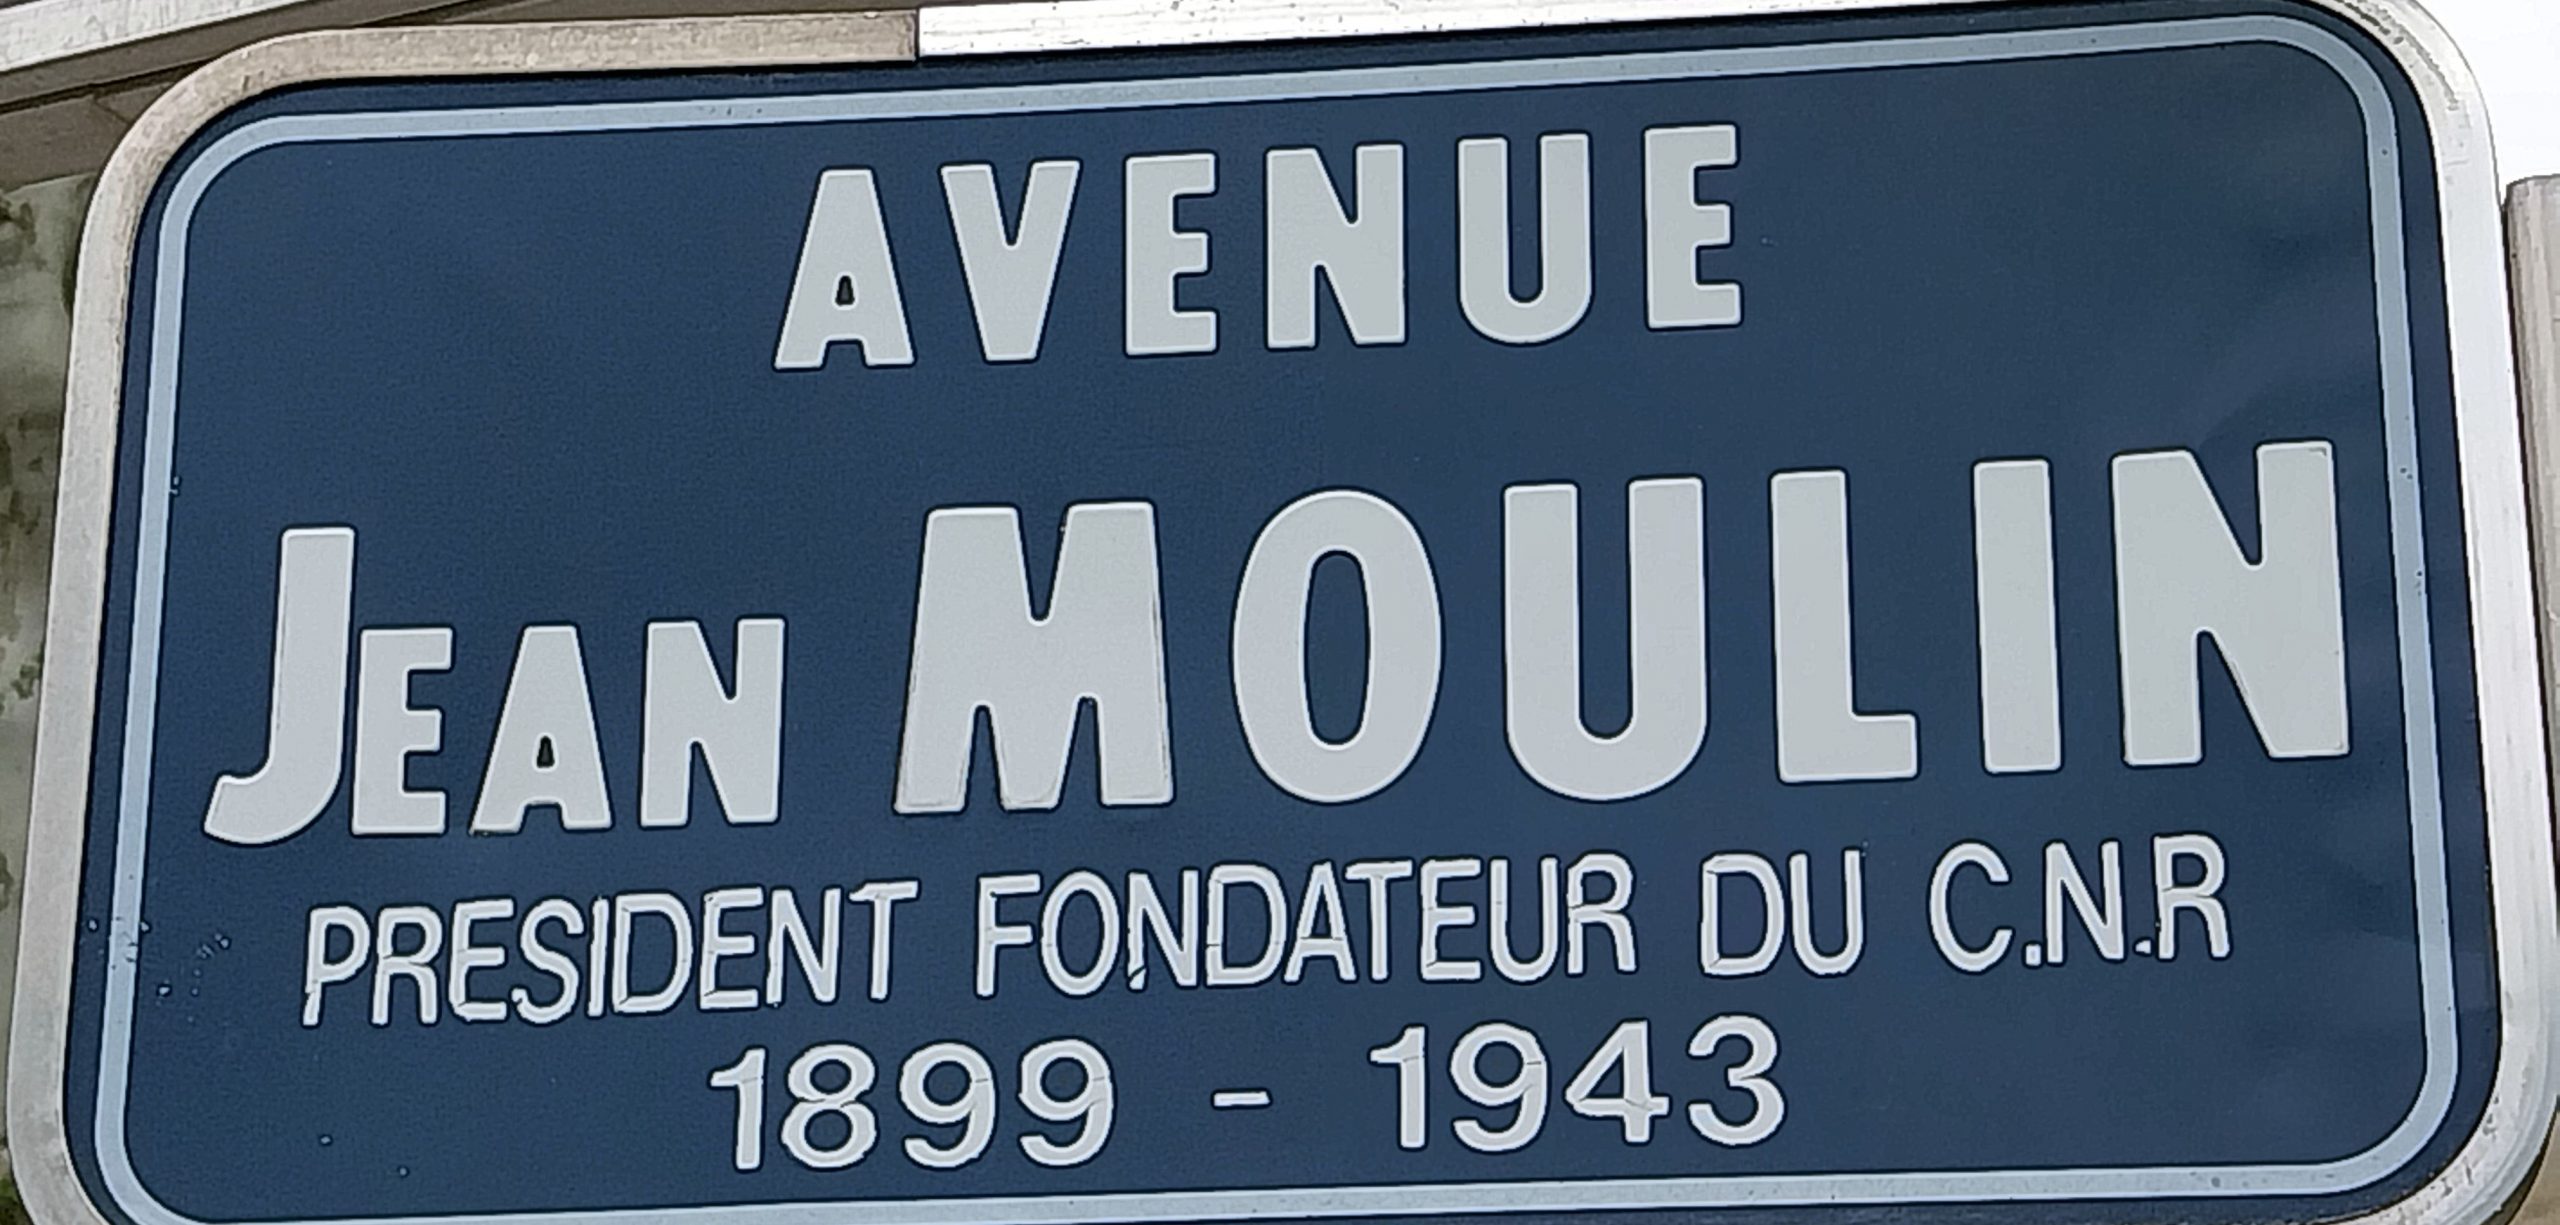 AVENUE
JEAN MOULIN
PRESIDENT FONDATEUR DU C.N.R
1899 - 1943